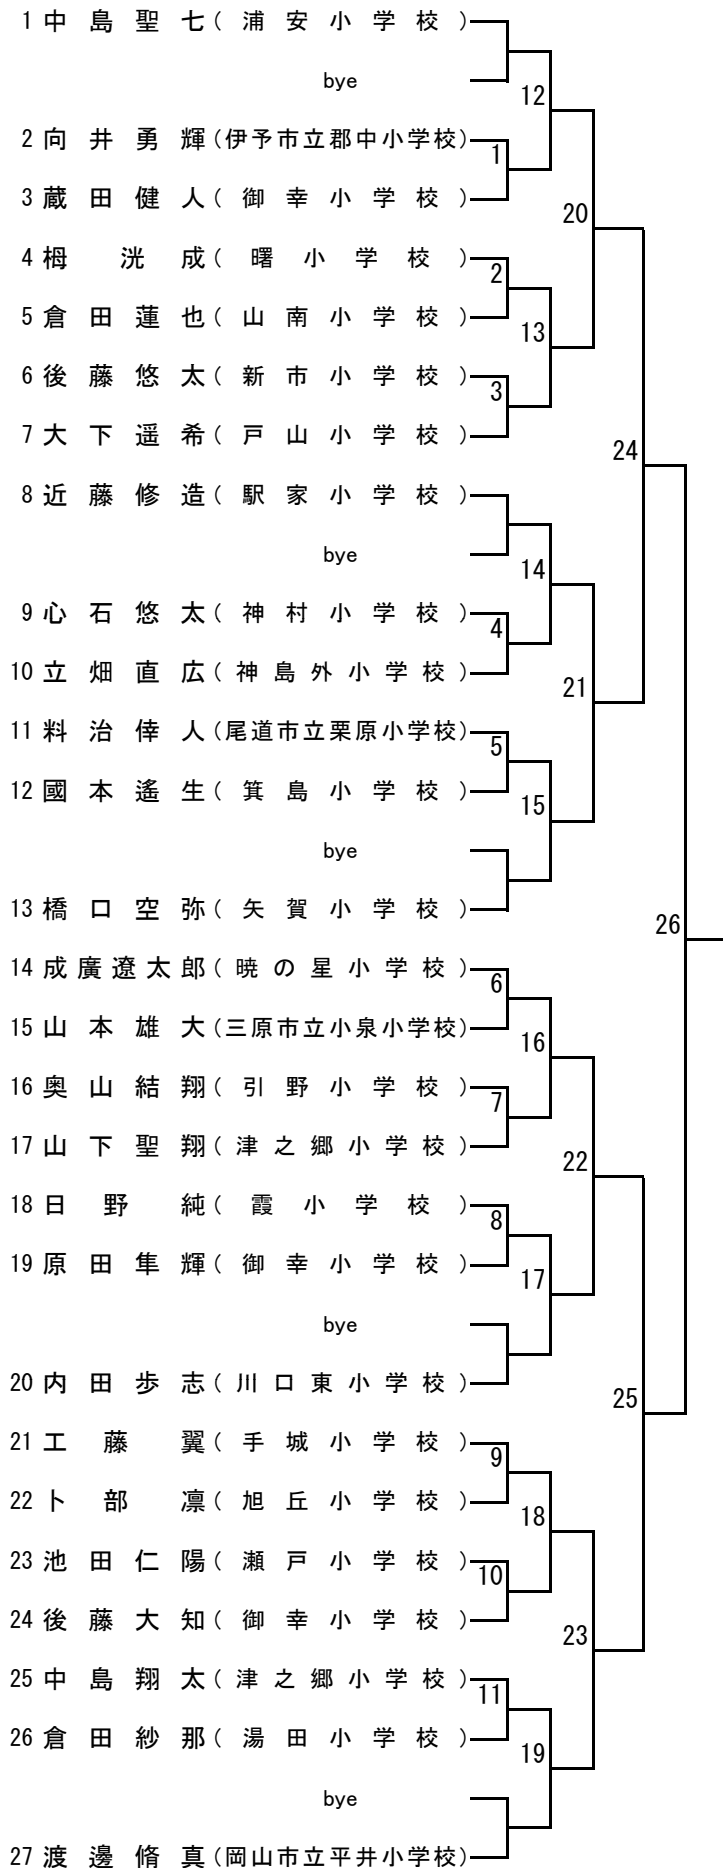 1 中島聖七(浦安小学校)
bye
12
2 向井勇輝(伊予市立郡中小学校)
1
3 蔵田健人(御幸小学校)
20
4 栂洸成(曙小学校)
2
5 倉田蓮也(山南小学校)
13
6 後藤悠太(新市小学校)
3
7 大下遥希(戸山小学校)
24
8 近藤修造(駅家小学校)
bye
14
9 心石悠太(神村小学校)
4
10 立畑直広(神島外小学校)
21
11 料治倖人(尾道市立栗原小学校)
5
12 國本遙生(箕島小学校)
15
bye
13 橋口空弥(矢賀小学校)
26
14 成廣遼太郎(暁の星小学校)
6
15 山本雄大(三原市立小泉小学校)
16
16 奥山結翔(引野小学校)
7
17 山下聖翔(津之郷小学校)
22
18 日野純(霞小学校)
8
19 原田隼輝(御幸小学校)
17
bye
20 内田歩志(川口東小学校)
25
21 工藤翼(手城小学校)
9
22 卜部凛(旭丘小学校)
18
23 池田仁陽(瀬戸小学校)
10
24 後藤大知(御幸小学校)
23
25 中島翔太(津之郷小学校)
11
26 倉田紗那(湯田小学校)
19
bye
27 渡邊脩真(岡山市立平井小学校)